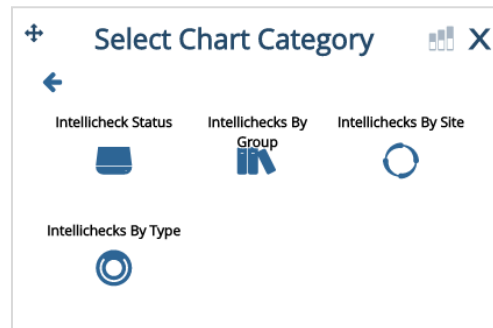 Select Chart Category
Intellicheck Status
Intellichecks By
Group
Intellichecks By Site
Intellichecks By Type